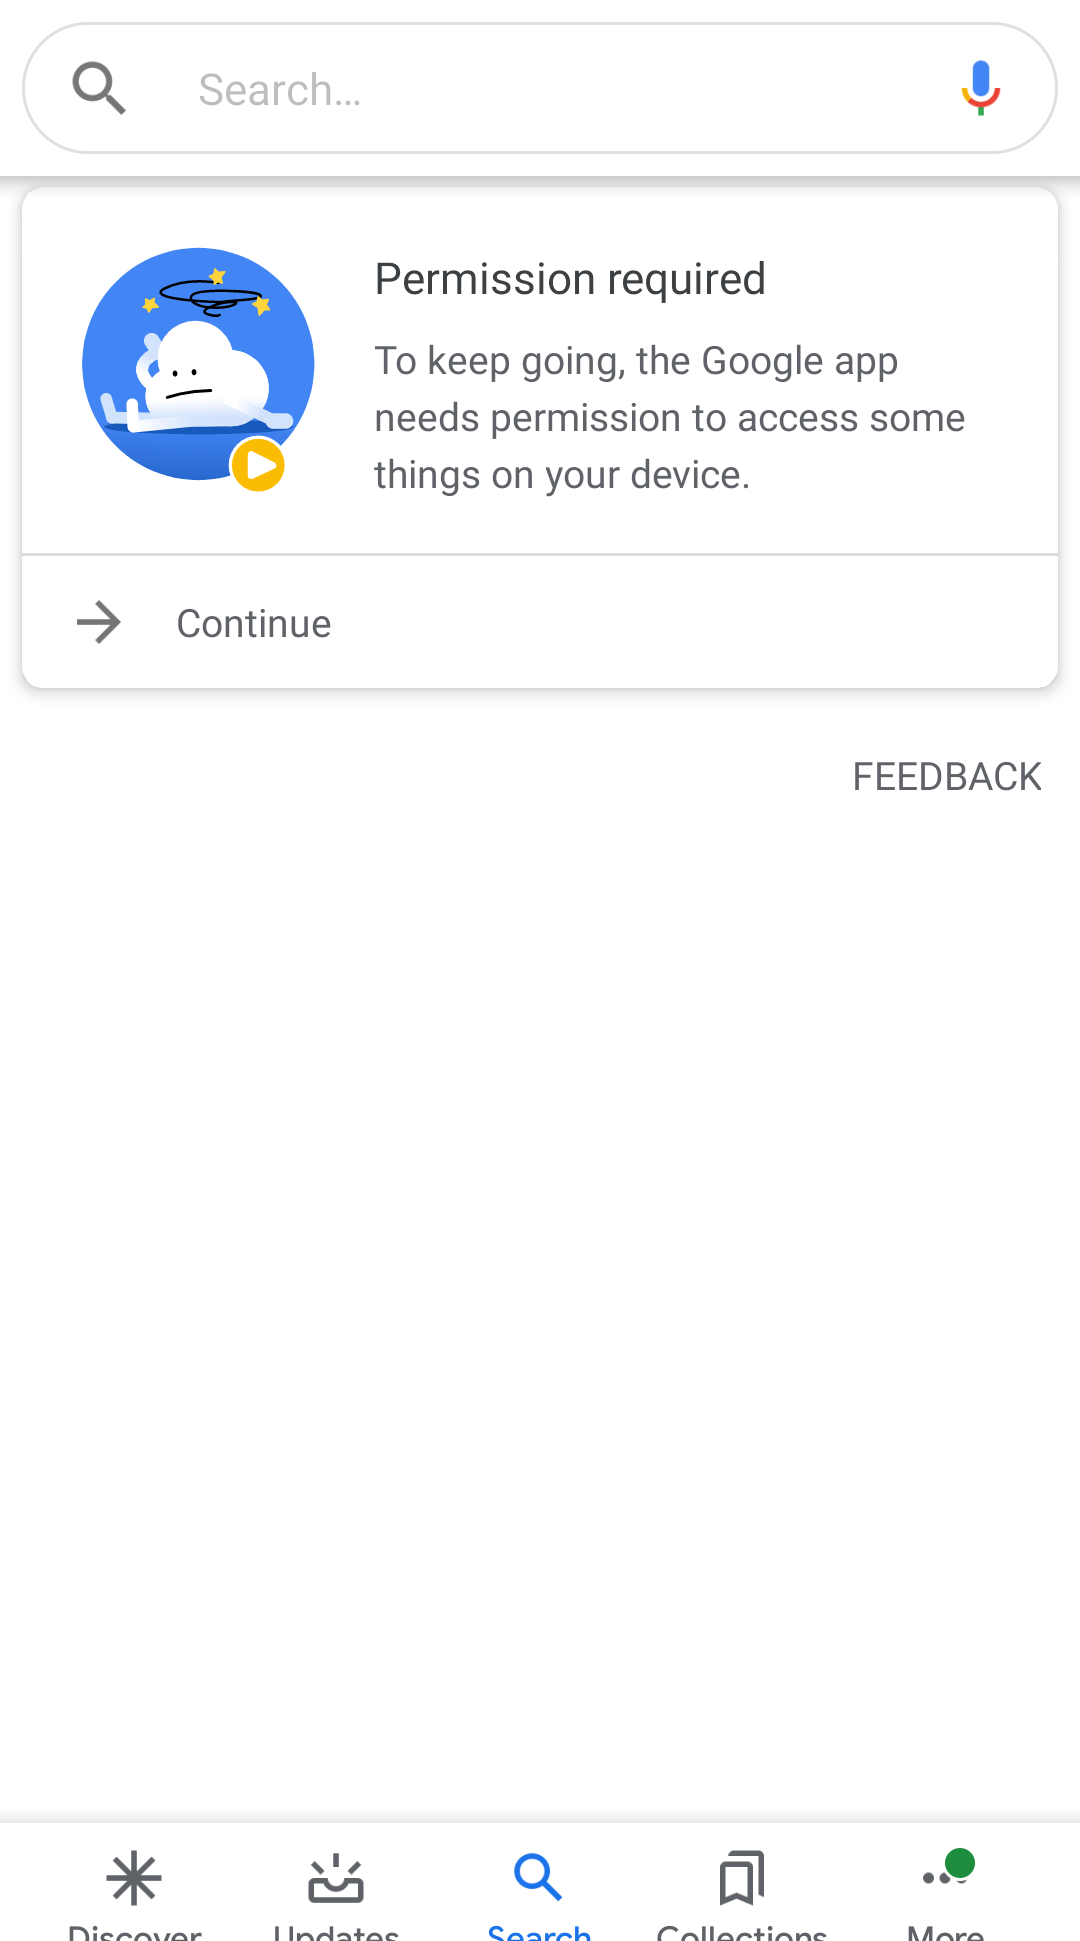 Search...
Permission required
To keep going, the Google app
needs permission to access some
things on your device.
Continue
FEEDBACK
Discover
Updates
Search
Collections
More